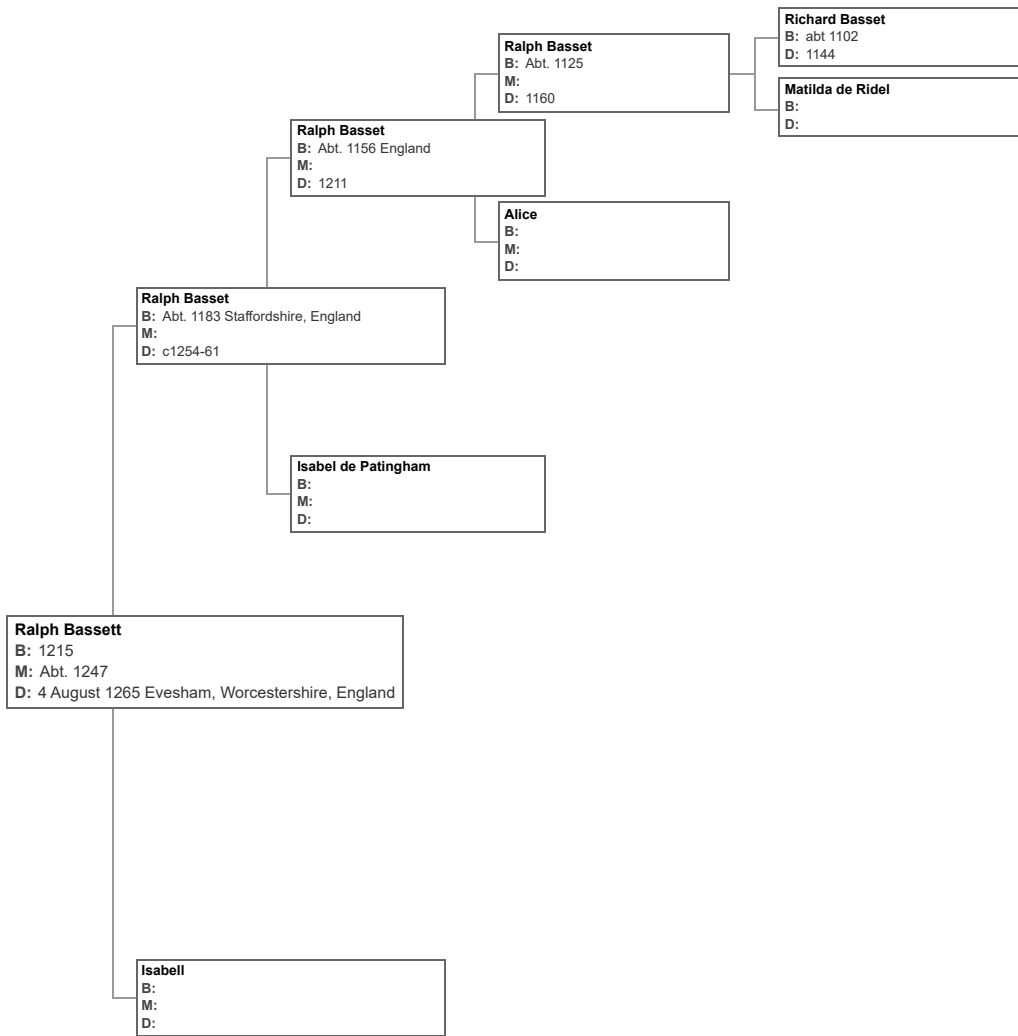 Richard Basset
B: abt 1102
D: 1144
Ralph Basset
B: Abt. 1125
M:
D: 1160
Matilda de Ridel
B:
D:
Ralph Basset
B: Abt. 1156 England
M:
D: 1211
Alice
B:
M:
D:
Ralph Basset
B: Abt. 1183 Staffordshire, England
M:
D: c1254-61
Isabel de Patingham
B:
M:
D:
Ralph Bassett
B: 1215
M: Abt. 1247
D: 4 August 1265 Evesham, Worcestershire, England
Isabell
B:
M:
D: